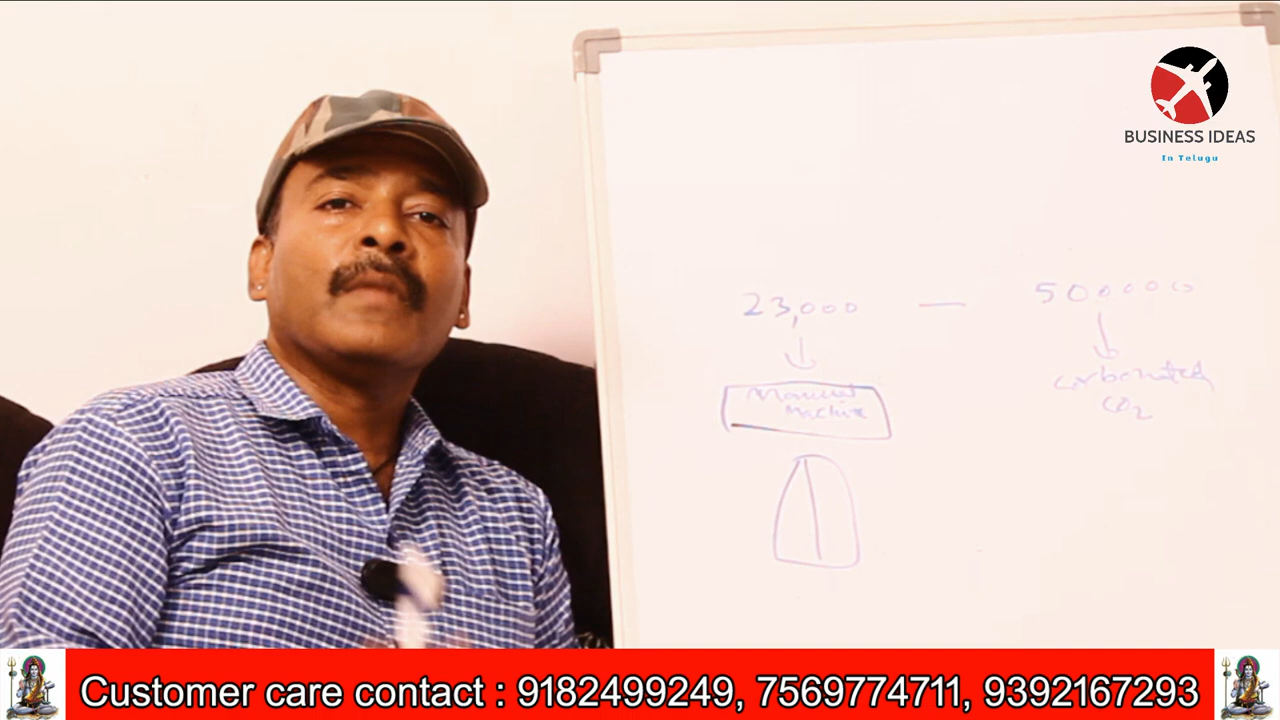 BUSINESS IDEAS
In Telugu
23,000 — 500000
Manual
Machine
carbonated
CO2
Customer care contact : 9182499249, 7569774711, 9392167293